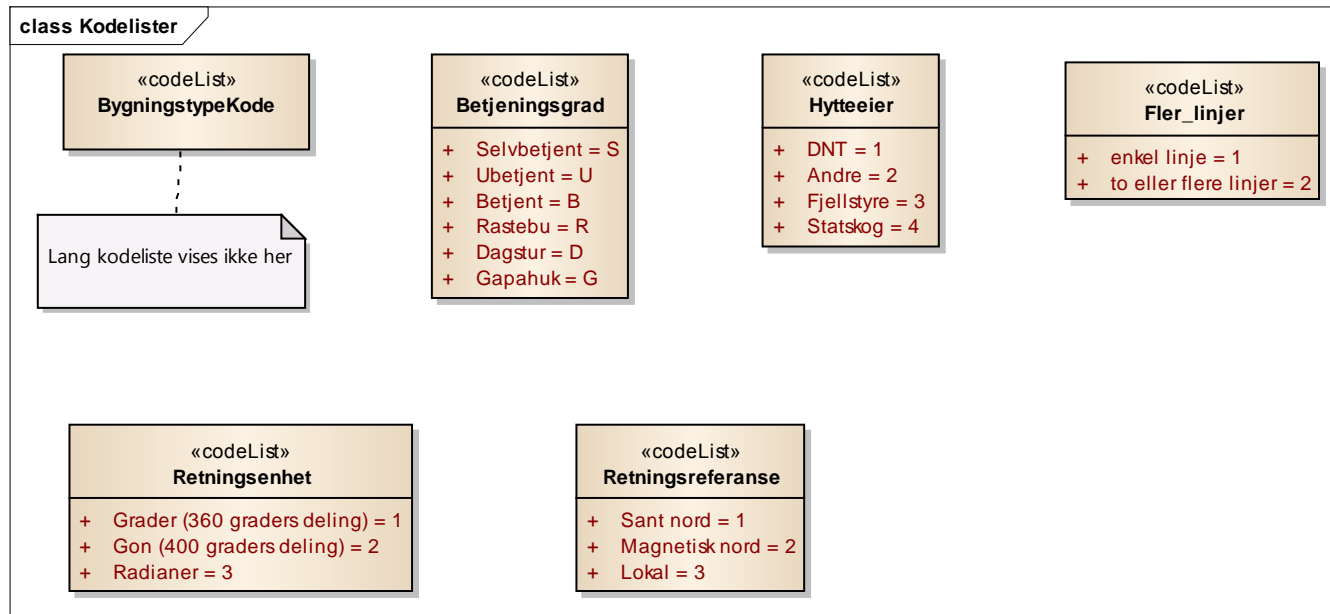 class Kodelister
«codeList»
BygningstypeKode
Lang kodeliste vises ikke her
«codeList»
Betjeningsgrad
+ Selvbetjent = S
+ Ubetjent = U
+ Betjent = B
+ Rastebu = R
+ Dagstur = D
+ Gapahuk = G
«codeList»
Hytteeier
+ DNT = 1
+ Andre = 2
+ Fjellstyre = 3
+ Statskog = 4
«codeList»
Fler_linjer
+ enkel linje = 1
+ to eller flere linjer = 2
«codeList»
Retningsenhet
+ Grader (360 graders deling) = 1
+ Gon (400 graders deling) = 2
+ Radianer = 3
«codeList»
Retningsreferanse
+ Sant nord = 1
+ Magnetisk nord = 2
+ Lokal = 3